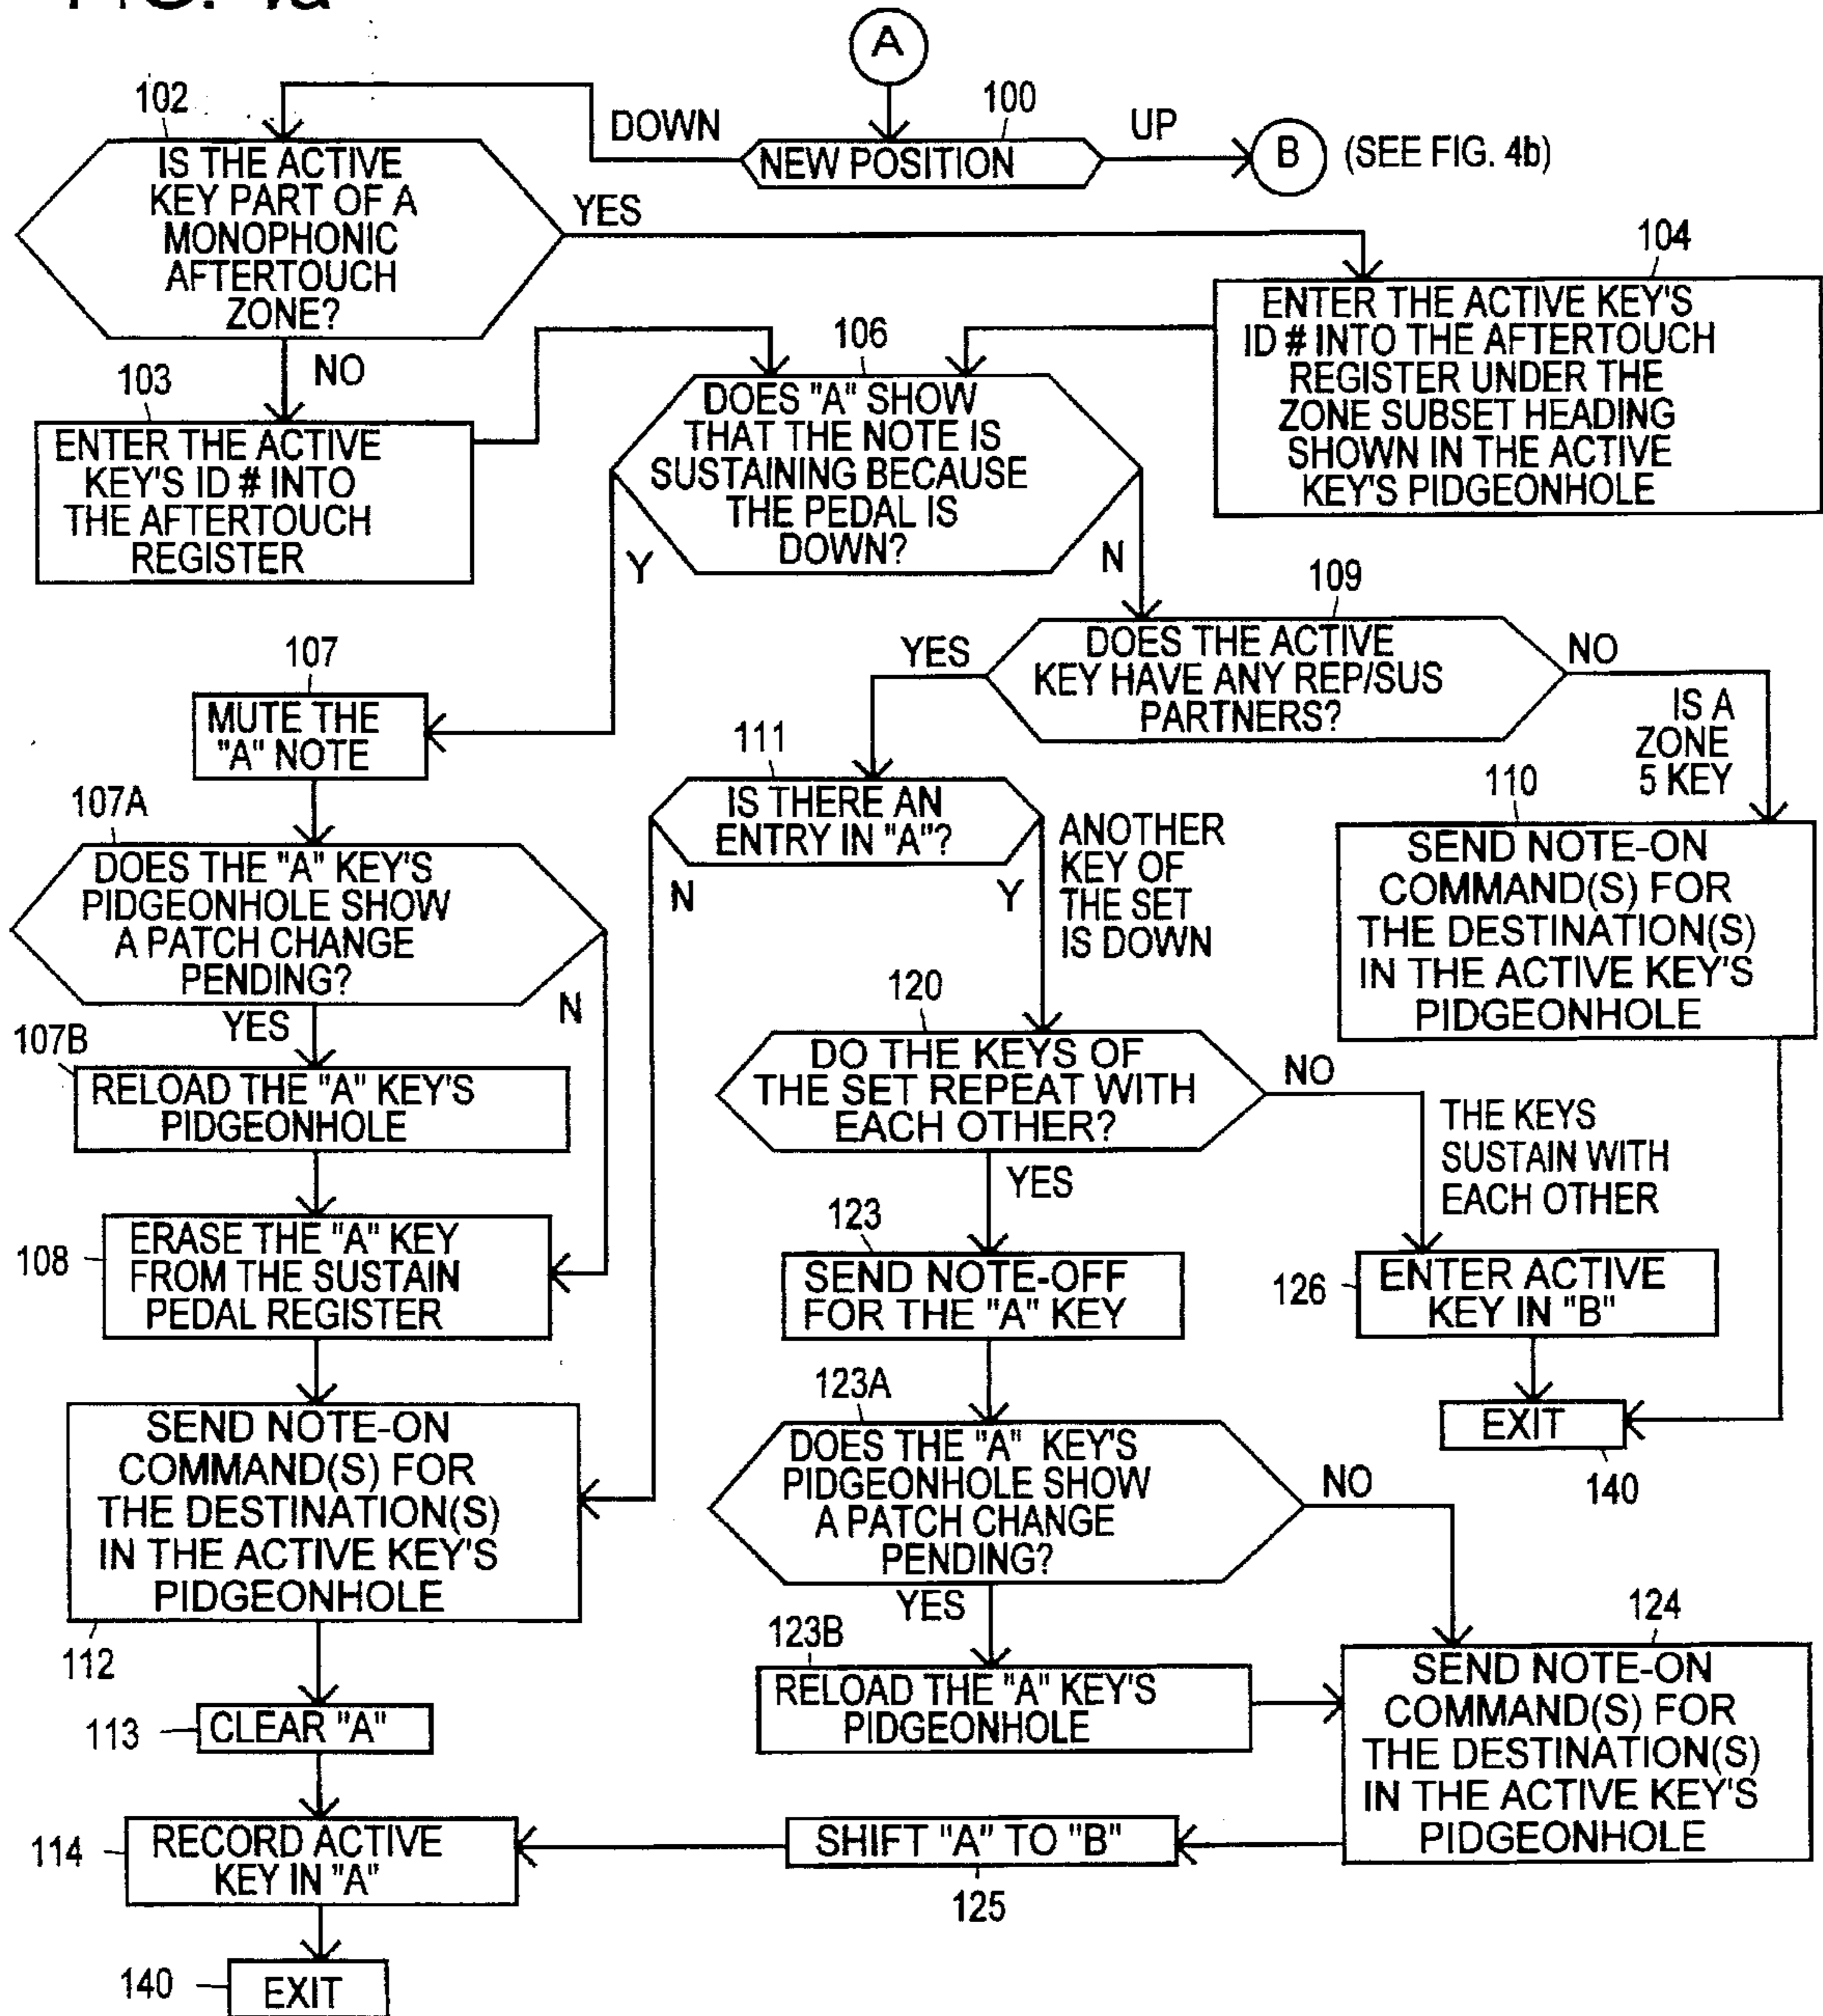 FIG. 4a
A
102
DOWN
100
NEW POSITION
UP
B
(SEE FIG. 4b)
IS THE ACTIVE
KEY PART OF A
MONOPHONIC
AFTERTOUCH
ZONE?
YES
104
ENTER THE ACTIVE KEY'S
ID # INTO THE AFTERTOUCH
REGISTER UNDER THE
ZONE SUBSET HEADING
SHOWN IN THE ACTIVE
KEY'S PIDGEONHOLE
NO
103
ENTER THE ACTIVE
KEY'S ID # INTO
THE AFTERTOUCH
REGISTER
106
DOES "A" SHOW
THAT THE NOTE IS
SUSTAINING BECAUSE
THE PEDAL IS
DOWN?
Y
N
109
DOES THE ACTIVE
KEY HAVE ANY REP/SUS
PARTNERS?
YES
NO
IS A
ZONE
5 KEY
107
MUTE THE
"A" NOTE
111
IS THERE AN
ENTRY IN "A"?
N
Y
ANOTHER
KEY OF
THE SET
IS DOWN
110
SEND NOTE-ON
COMMAND(S) FOR
THE DESTINATION(S)
IN THE ACTIVE KEY'S
PIDGEONHOLE
107A
DOES THE "A" KEY'S
PIDGEONHOLE SHOW
A PATCH CHANGE
PENDING?
YES
N
107B
RELOAD THE "A" KEY'S
PIDGEONHOLE
120
DO THE KEYS OF
THE SET REPEAT WITH
EACH OTHER?
NO
THE KEYS
SUSTAIN WITH
EACH OTHER
YES
108
ERASE THE "A" KEY
FROM THE SUSTAIN
PEDAL REGISTER
123
SEND NOTE-OFF
FOR THE "A" KEY
126
ENTER ACTIVE
KEY IN "B"
EXIT
140
SEND NOTE-ON
COMMAND(S) FOR
THE DESTINATION(S)
IN THE ACTIVE KEY'S
PIDGEONHOLE
112
123A
DOES THE "A" KEY'S
PIDGEONHOLE SHOW
A PATCH CHANGE
PENDING?
NO
YES
123B
RELOAD THE "A" KEY'S
PIDGEONHOLE
124
SEND NOTE-ON
COMMAND(S) FOR
THE DESTINATION(S)
IN THE ACTIVE KEY'S
PIDGEONHOLE
113
CLEAR "A"
114
RECORD ACTIVE
KEY IN "A"
SHIFT "A" TO "B"
125
140
EXIT